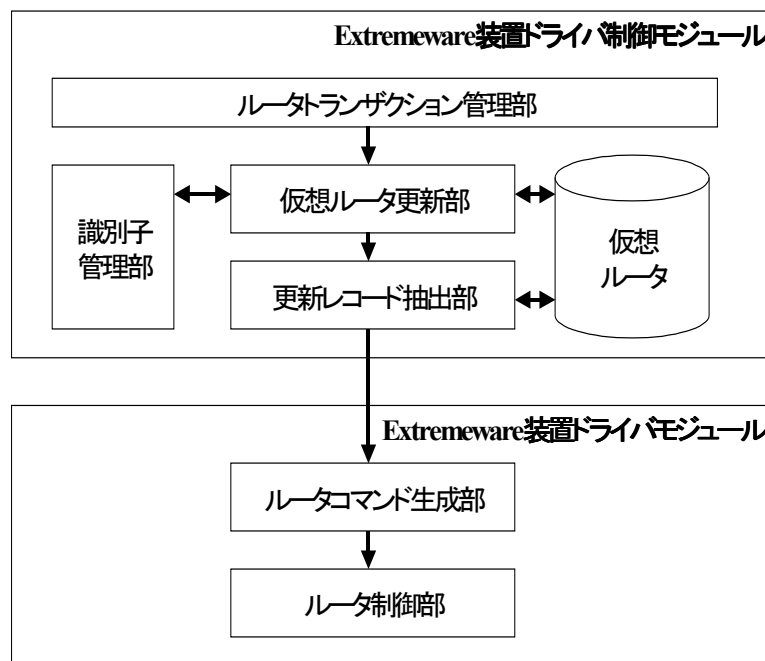 Extremeware装置ドライバ制御モジュール
ルータトランザクション管理部
仮想ルータ更新部
識別子
管理部
仮想
ルータ
更新レコード抽出部
Extremeware装置ドライバモジュール
ルータコマンド生成部
ルータ制御部